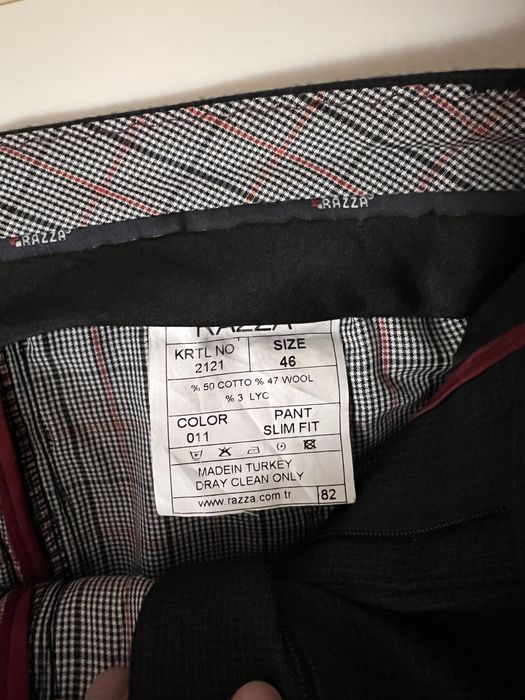 RAZZA
RAZZA
RAZZA
KRTL NO
2121
SIZE
46
% 50 COTTO % 47 WOOL
% 3 LYC
COLOR
011
PANT
SLIM FIT
MADEIN TURKEY
DRAY CLEAN ONLY
www.razza.com.tr
82